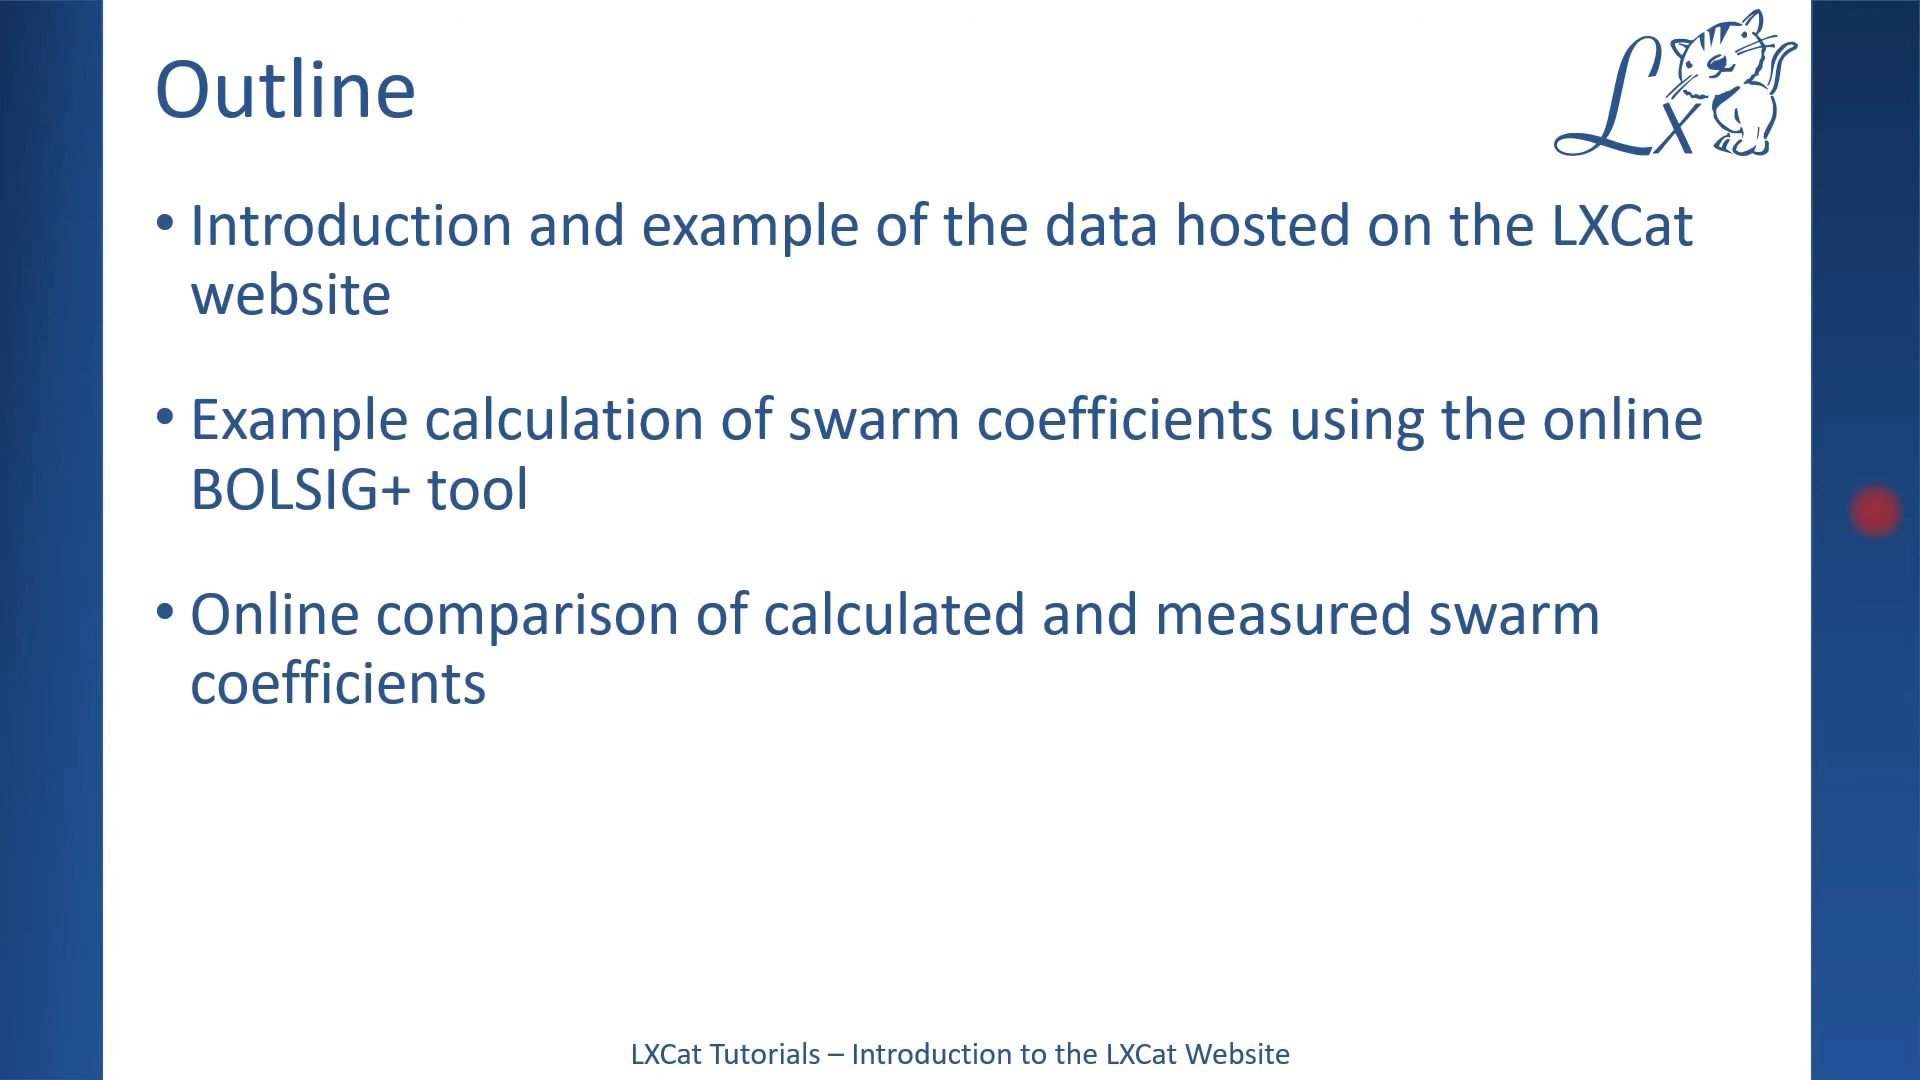 Outline
Lx
• Introduction and example of the data hosted on the LXCat
website
• Example calculation of swarm coefficients using the online
BOLSIG+ tool
• Online comparison of calculated and measured swarm
coefficients
LXCat Tutorials – Introduction to the LXCat Website